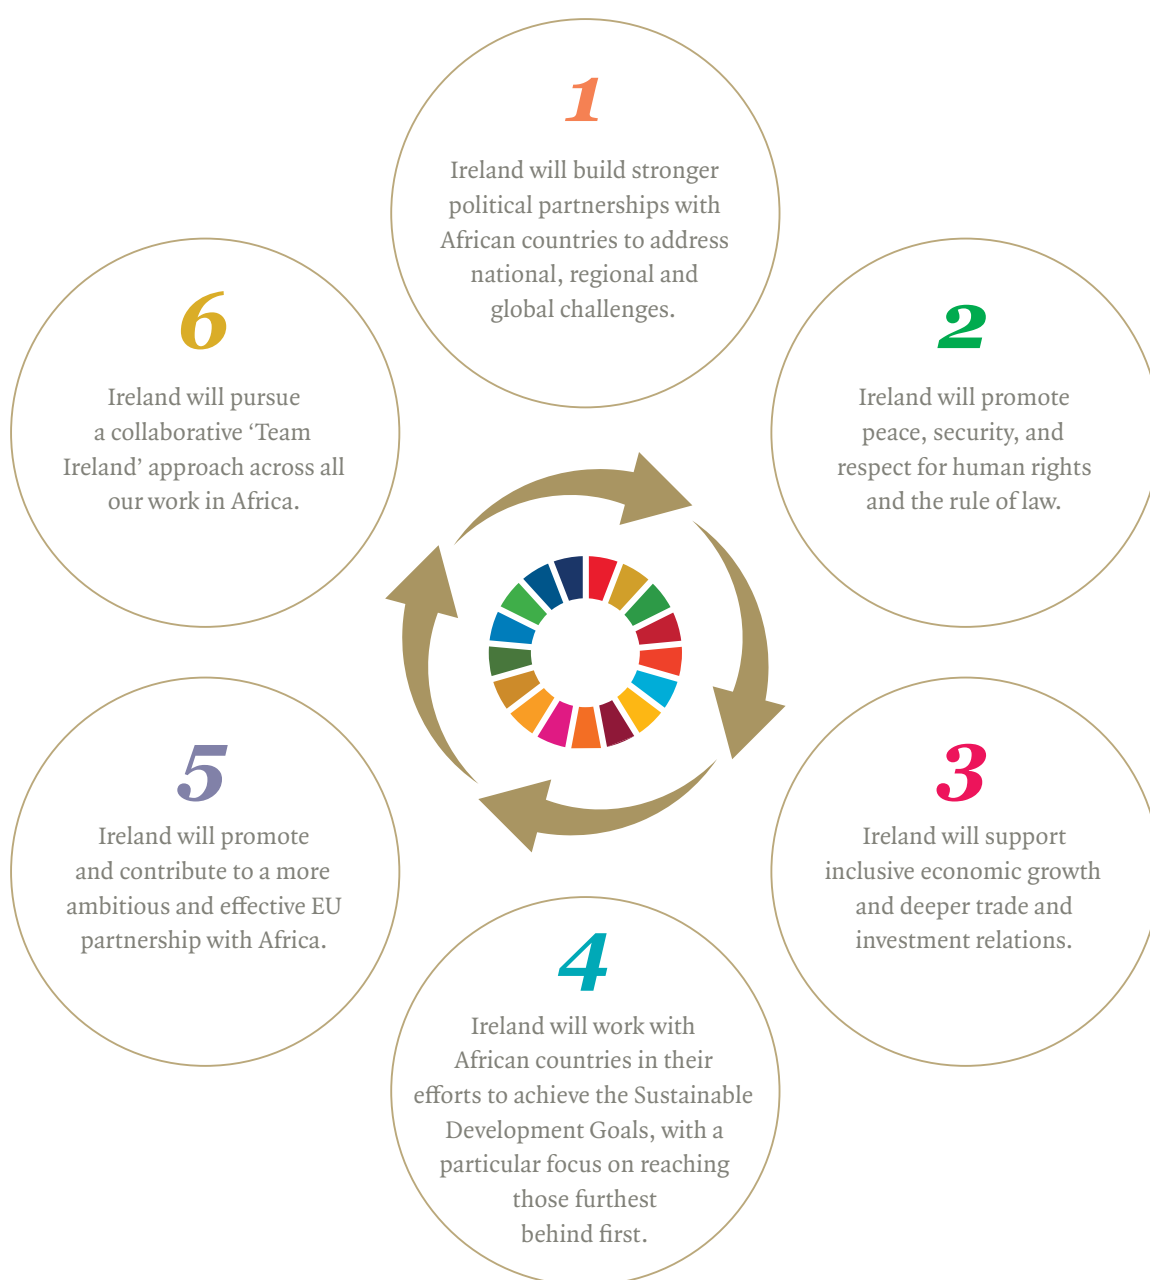 1
Ireland will build stronger
political partnerships with
African countries to address
national, regional and
global challenges.
2
Ireland will promote
peace, security, and
respect for human rights
and the rule of law.
3
Ireland will support
inclusive economic growth
and deeper trade and
investment relations.
4
Ireland will work with
African countries in their
efforts to achieve the Sustainable
Development Goals, with a
particular focus on reaching
those furthest
behind first.
5
Ireland will promote
and contribute to a more
ambitious and effective EU
partnership with Africa.
6
Ireland will pursue
a collaborative ‘Team
Ireland’ approach across all
our work in Africa.